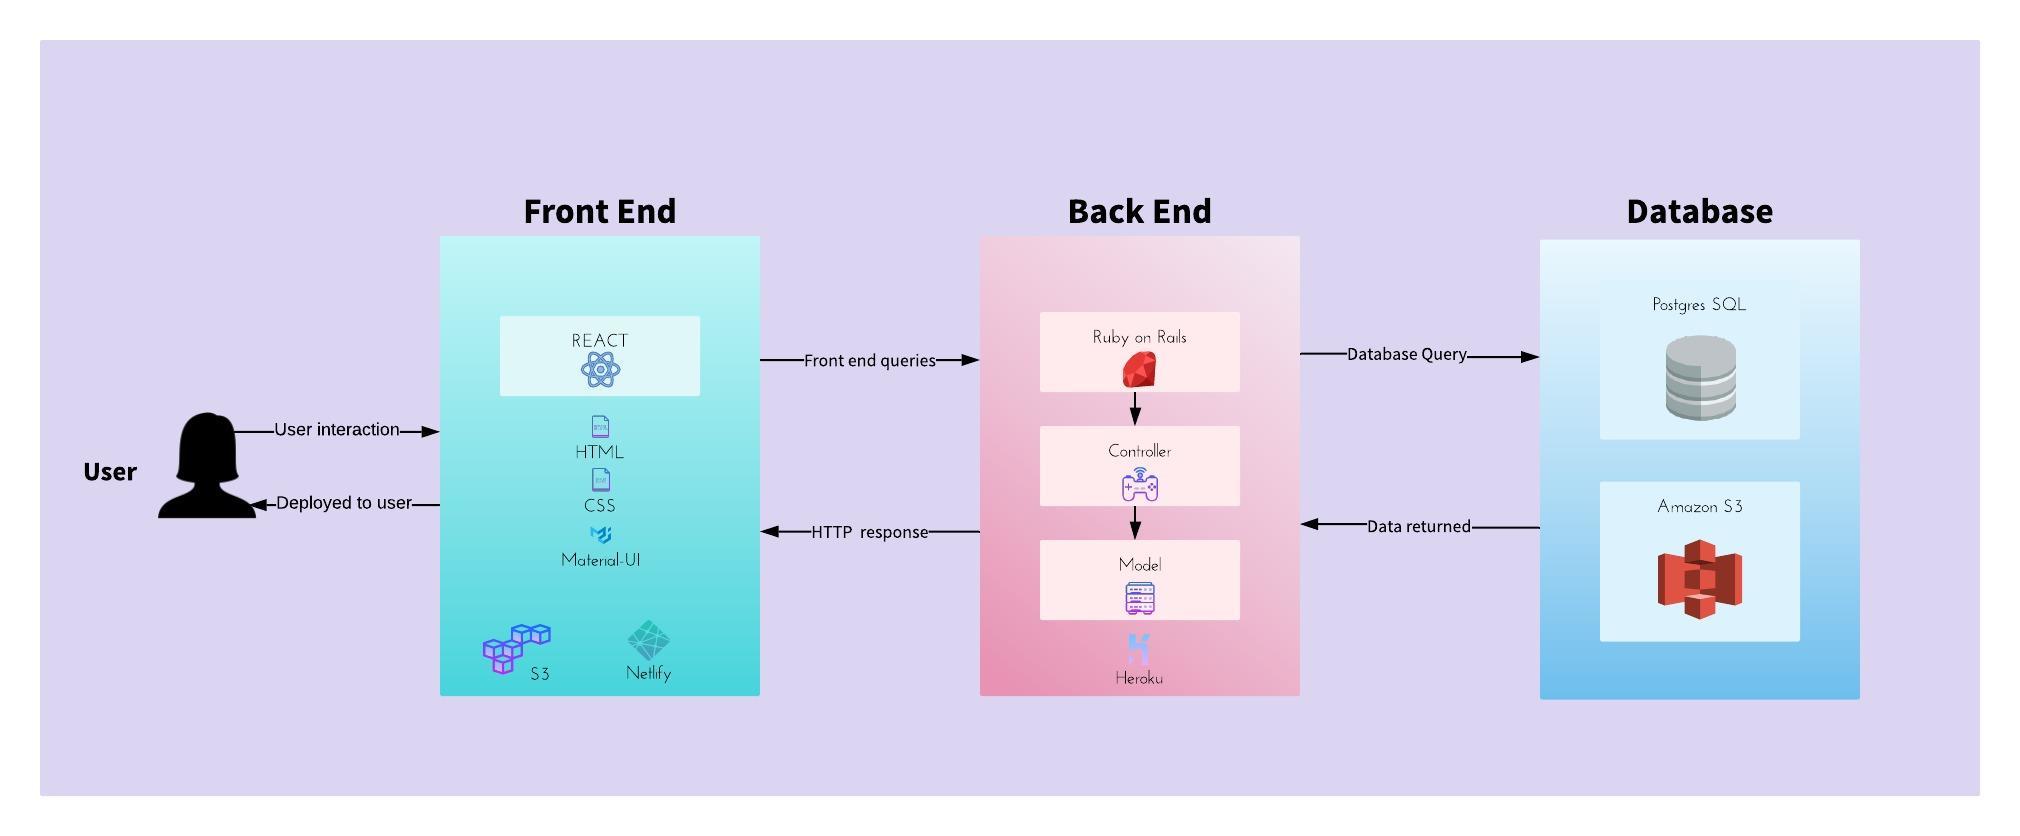 Front End
Back End
Database
User
User interaction
Deployed to user
REACT
HTML
CSS
Material-UI
S3
Netlify
Front end queries
HTTP response
Ruby on Rails
Controller
Model
Heroku
Database Query
Data returned
Postgres SQL
Amazon S3